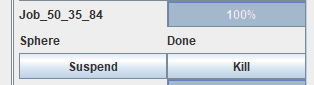 Job_50_35_84 100%
Sphere Done
Suspend Kill